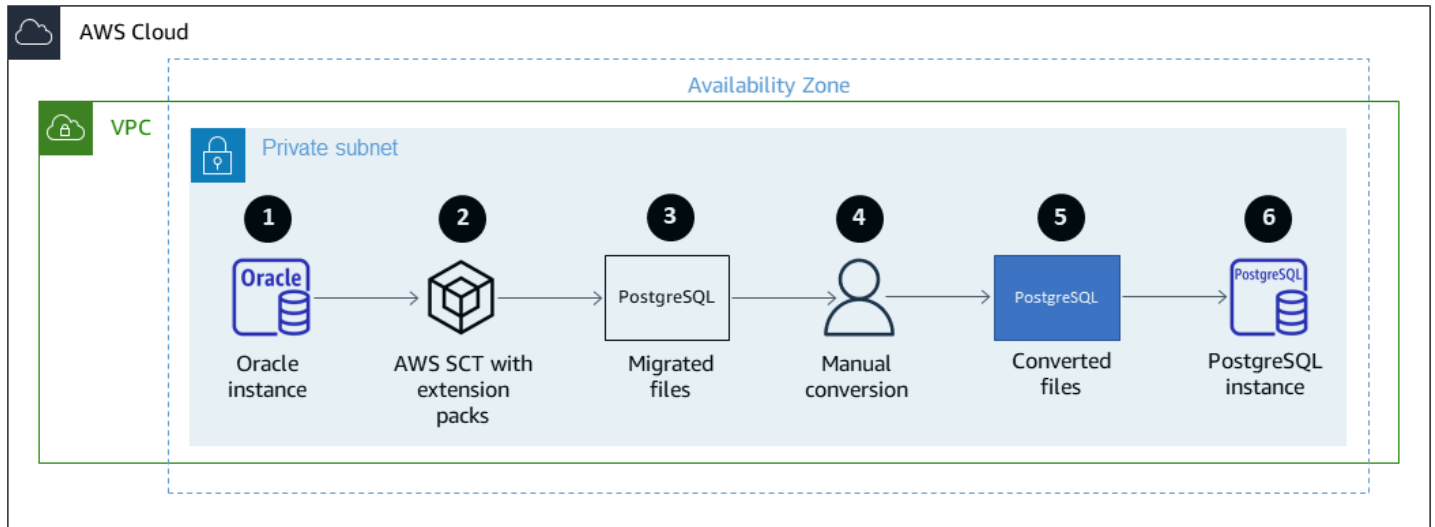 AWS Cloud
Availability Zone
VPC
Private subnet
1
2
3
4
5
6
Oracle
PostgreSQL
PostgreSQL
PostgreSQL
Oracle
instance
AWS SCT with
extension
packs
Migrated
files
Manual
conversion
Converted
files
PostgreSQL
instance